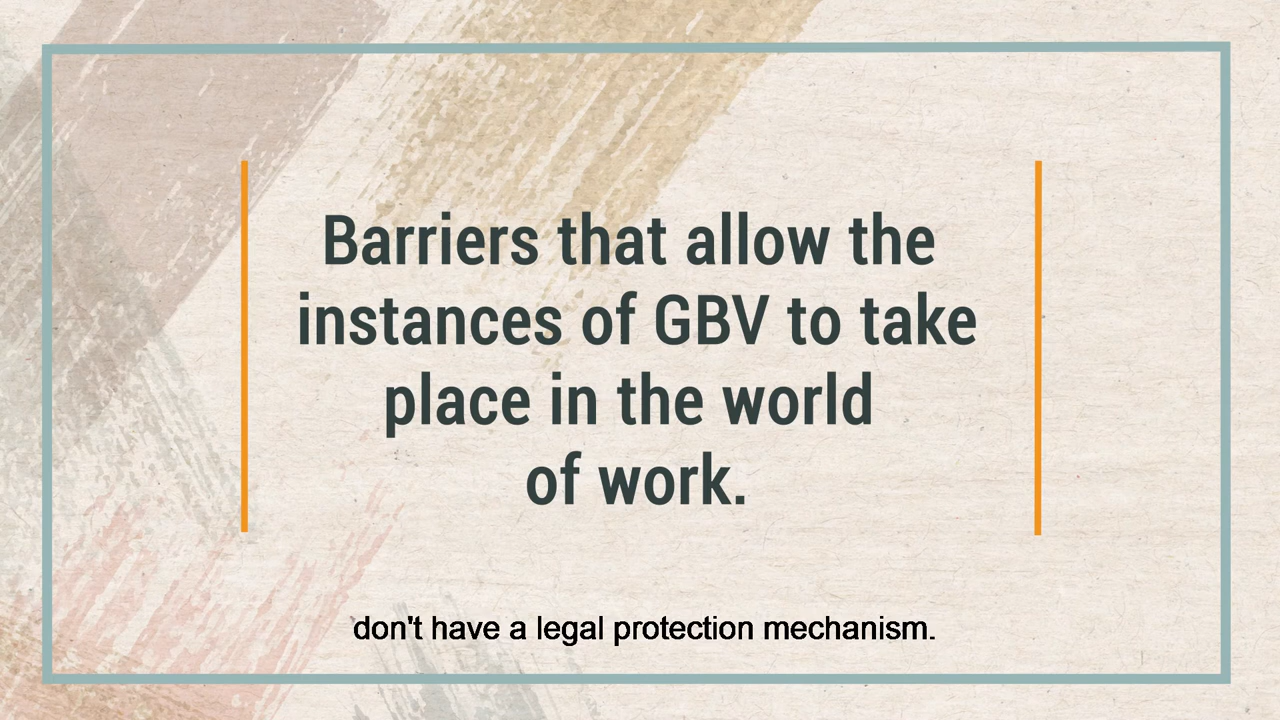 Barriers that allow the
instances of GBV to take
place in the world
of work.
don't have a legal protection mechanism.